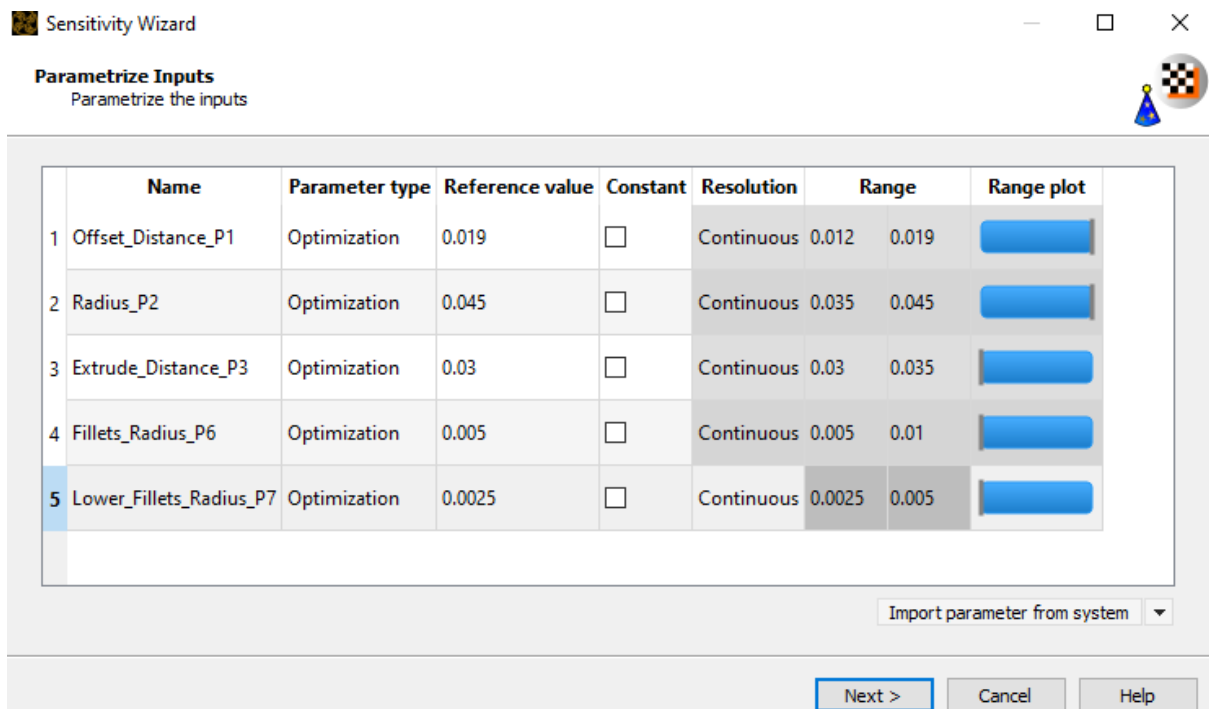 Sensitivity Wizard
Parametrize Inputs
Parametrize the inputs
Name Parameter type Reference value Constant Resolution Range Range plot
1 Offset_Distance_P1 Optimization 0.019 Continuous 0.012 0.019
2 Radius_P2 Optimization 0.045 Continuous 0.035 0.045
3 Extrude_Distance_P3 Optimization 0.03 Continuous 0.03 0.035
4 Fillets_Radius_P6 Optimization 0.005 Continuous 0.005 0.01
5 Lower_Fillets_Radius_P7 Optimization 0.0025 Continuous 0.0025 0.005
Import parameter from system
Next > Cancel Help